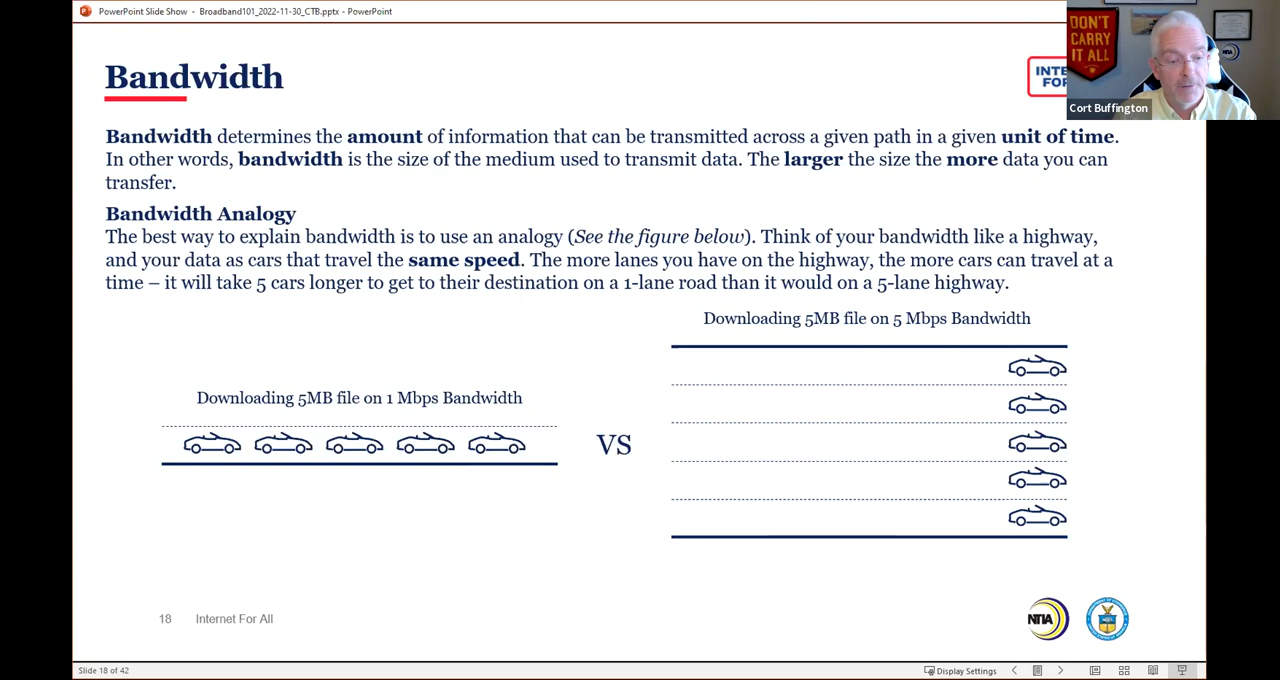 PowerPoint Slide Show - Broadband101_2022-11-30_CTB.pptx - PowerPoint
DON'T
CARRY
IT ALL
Bandwidth
INTE
FOR
Cort Buffington
Bandwidth determines the amount of information that can be transmitted across a given path in a given unit of time.
In other words, bandwidth is the size of the medium used to transmit data. The larger the size the more data you can
transfer.
Bandwidth Analogy
The best way to explain bandwidth is to use an analogy (See the figure below). Think of your bandwidth like a highway,
and your data as cars that travel the same speed. The more lanes you have on the highway, the more cars can travel at a
time – it will take 5 cars longer to get to their destination on a 1-lane road than it would on a 5-lane highway.
Downloading 5MB file on 5 Mbps Bandwidth
Downloading 5MB file on 1 Mbps Bandwidth
VS
18 Internet For All
NTIA
Slide 18 of 42
Display Settings